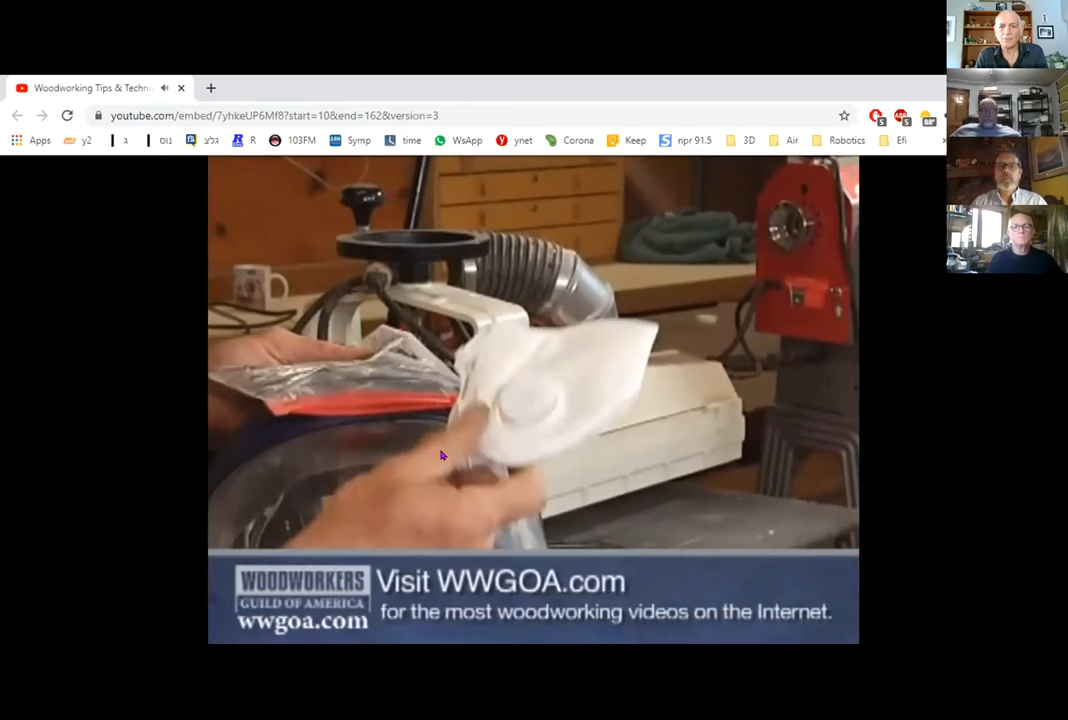 Woodworking Tips & Techni
youtube.com/embed/7yhkeUP6Mf8?start=10&end=162&version=3
Apps y2 ג נוס גלצ R 103FM Symp time WsApp ynet Corona Keep npr 91.5 3D Air Robotics Efi
WOODWORKERS
GUILD OF AMERICA
wwgoa.com
Visit WWGOA.com
for the most woodworking videos on the Internet.